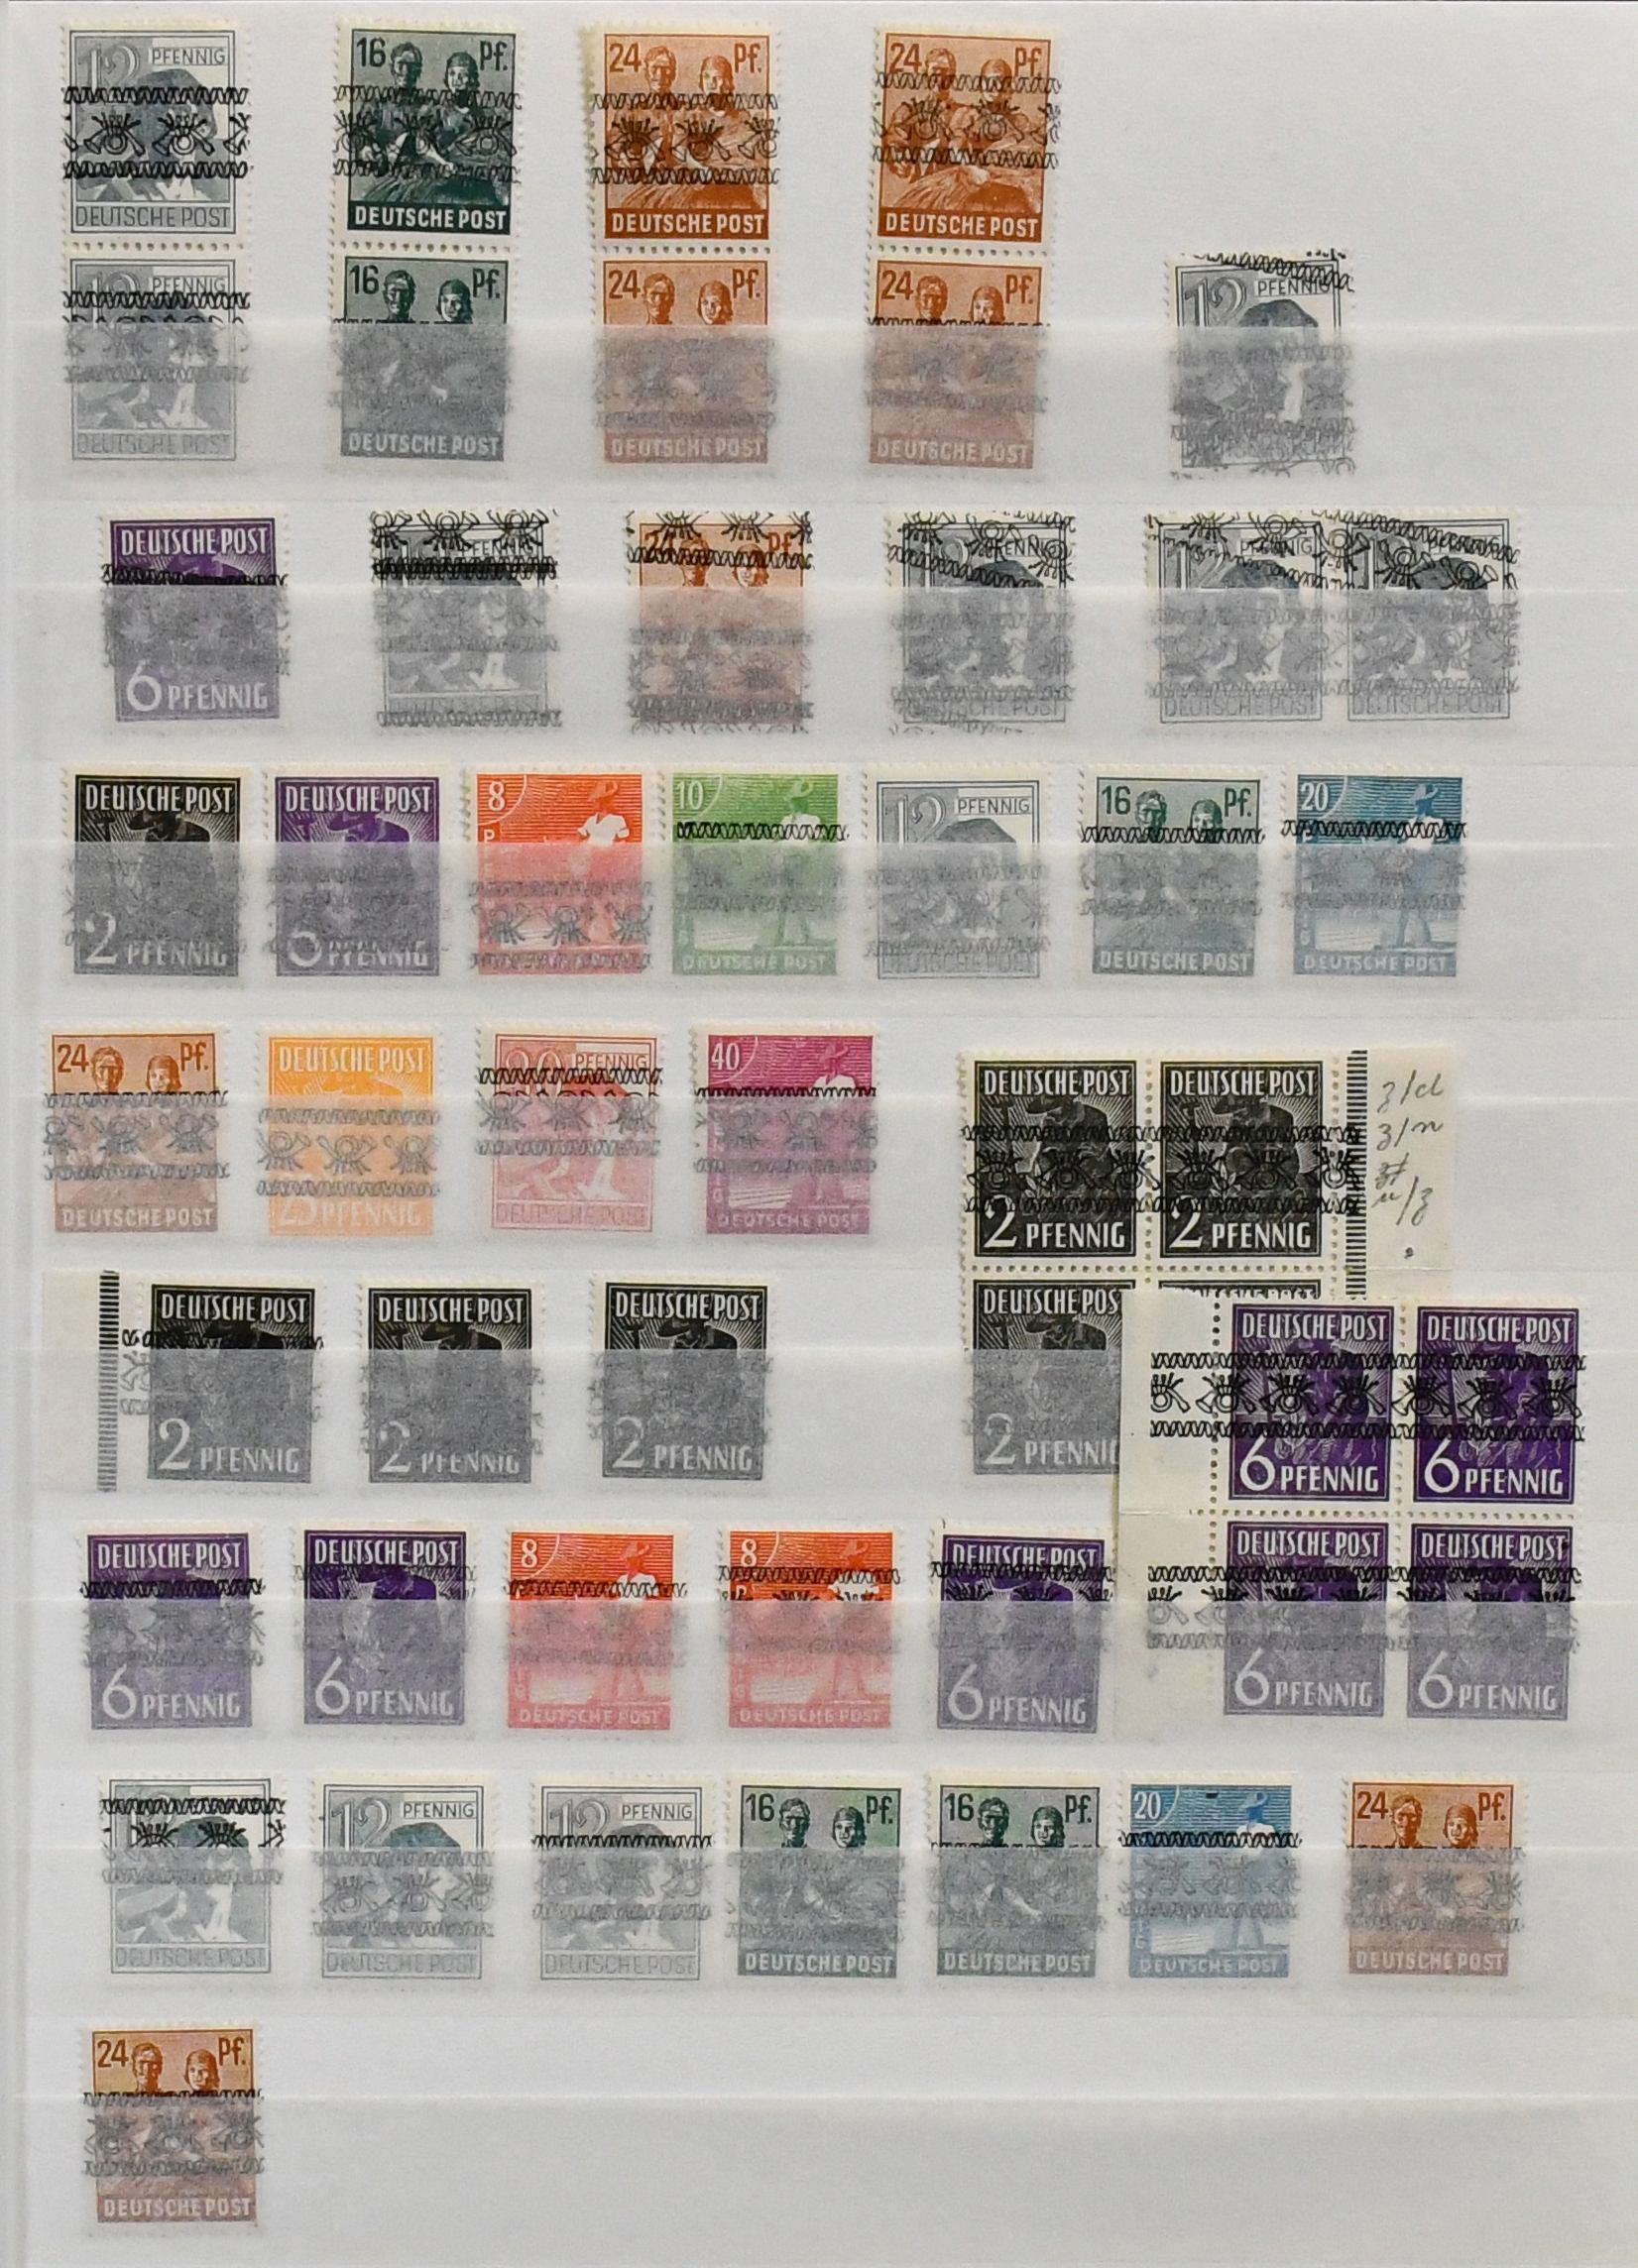 12 PFENNIG
16 Pf.
24 Pf.
24 Pf.
DEUTSCHE POST
DEUTSCHE POST
DEUTSCHE POST
DEUTSCHE POST
PFENNIG
16 Pf.
24 Pf.
24 Pf.
12 PFENNIG
DEUTSCHE POST
DEUTSCHE POST
DEUTSCHE POST
DEUTSCHE POST
DEUTSCHE POST
6 PFENNIG
DEUTSCHE POST
2 PFENNIG
DEUTSCHE POST
6 PFENNIG
8
10
DEUTSCHE POST
12 PFENNIG
DEUTSCHE POST
16 Pf.
DEUTSCHE POST
20
DEUTSCHE POST
24 Pf.
DEUTSCHE POST
DEUTSCHE POST
25 PFENNIG
PFENNIG
DEUTSCHE POST
40
DEUTSCHE POST
DEUTSCHE POST
DEUTSCHE POST
2 PFENNIG
2 PFENNIG
DEUTSCHE POST
2 PFENNIG
DEUTSCHE POST
2 PFENNIG
DEUTSCHE POST
2 PFENNIG
DEUTSCHE POST
2
DEUTSCHE POST
DEUTSCHE POST
6 PFENNIG
6 PFENNIG
DEUTSCHE POST
DEUTSCHE POST
6 PFENNIG
6 PFENNIG
DEUTSCHE POST
6 PFENNIG
DEUTSCHE POST
6 PFENNIG
8
DEUTSCHE POST
8
DEUTSCHE POST
DEUTSCHE POST
6 PFENNIG
DEUTSCHE POST
12 PFENNIG
DEUTSCHE POST
12 PFENNIG
DEUTSCHE POST
16 Pf.
DEUTSCHE POST
16 Pf.
DEUTSCHE POST
20
DEUTSCHE POST
24 Pf.
DEUTSCHE POST
24 Pf.
DEUTSCHE POST